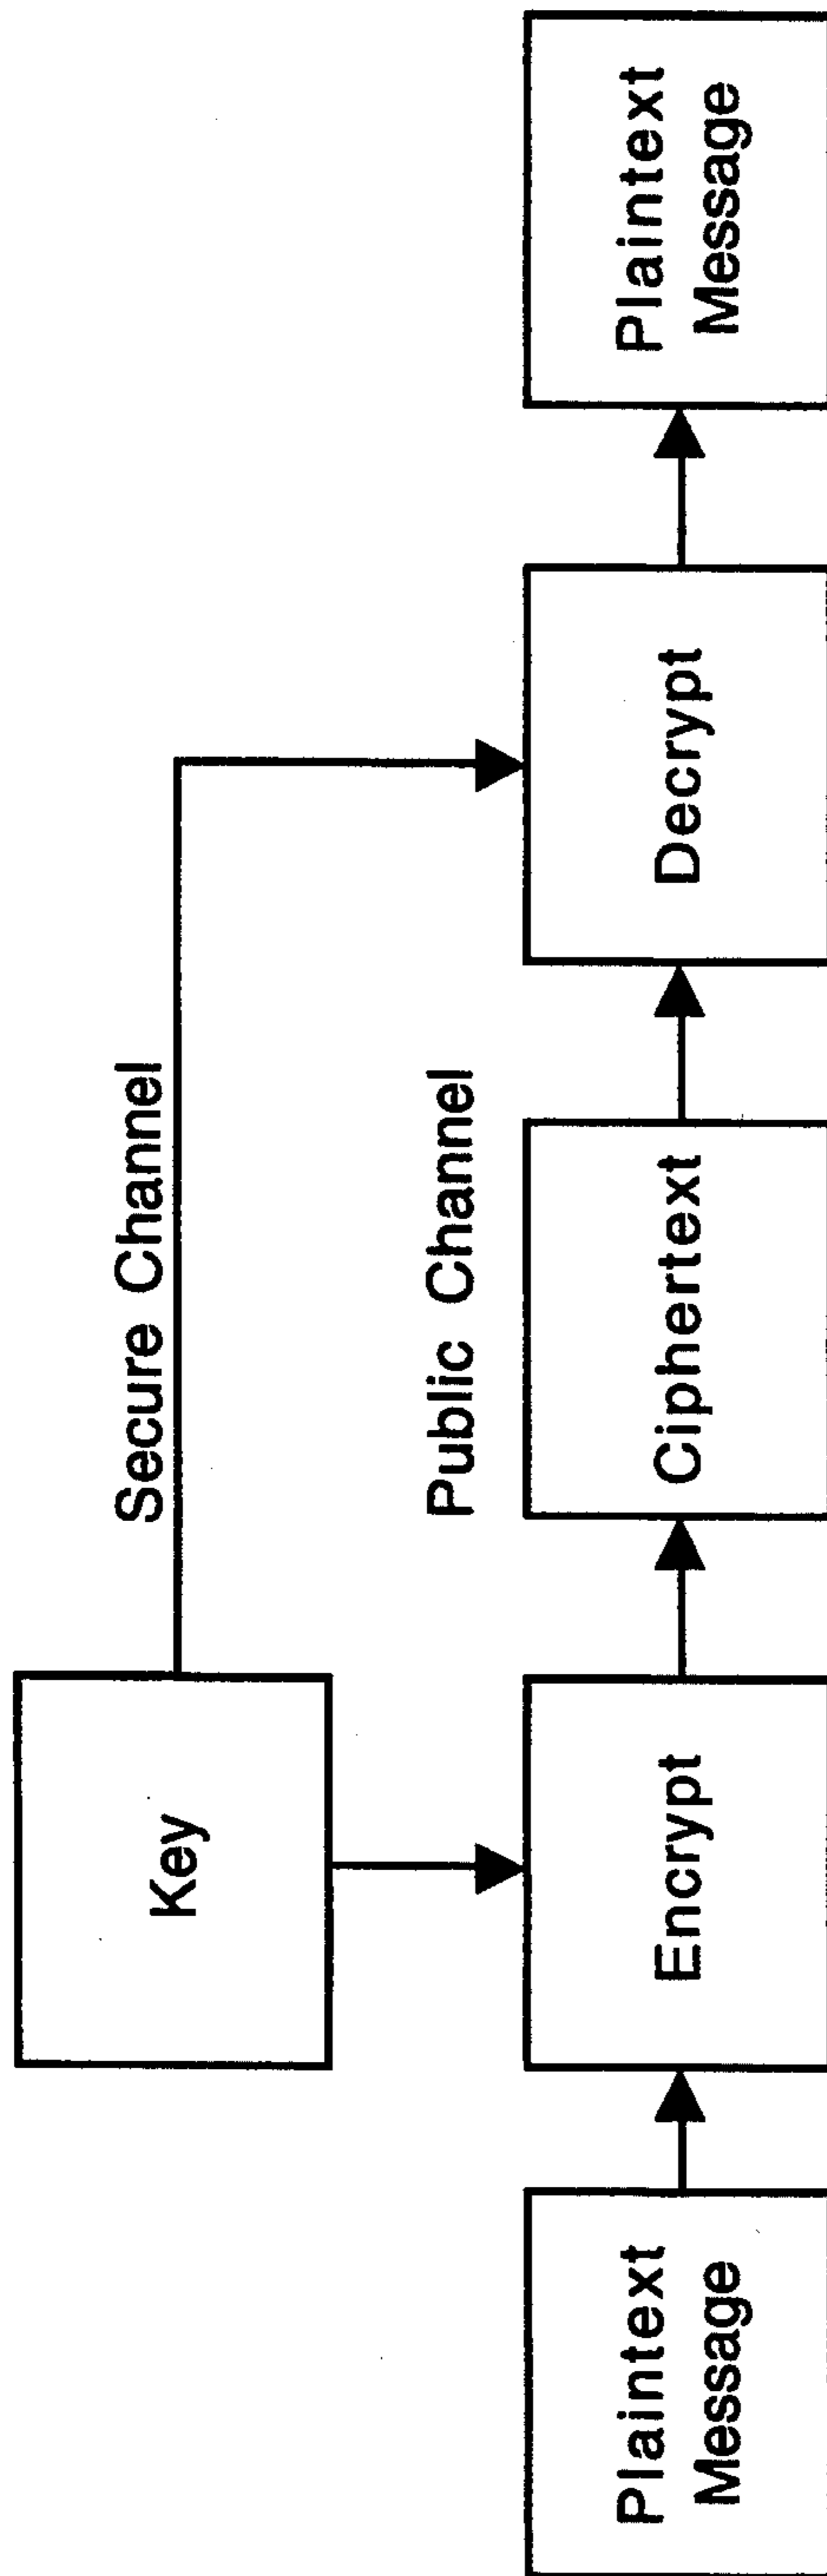 Key
Secure Channel
Public Channel
Plaintext
Message
Encrypt
Ciphertext
Decrypt
Plaintext
Message